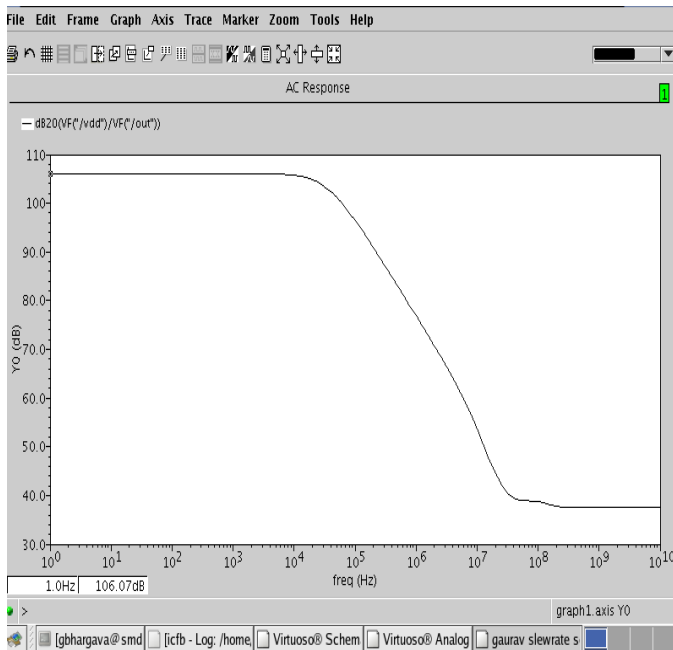 File Edit Frame Graph Axis Trace Marker Zoom Tools Help
AC Response
1
dB20(VF("/vdd")/VF("/out"))
110
100
90.0
80.0
70.0
60.0
50.0
40.0
30.0
Y0 (dB)
10^0 10^1 10^2 10^3 10^4 10^5 10^6 10^7 10^8 10^9 10^10
freq (Hz)
1.0Hz 106.07dB
> graph1.axis Y0
[gbhargava@smd [icfb - Log: /home, Virtuoso® Schem Virtuoso® Analog gaurav slewrate s